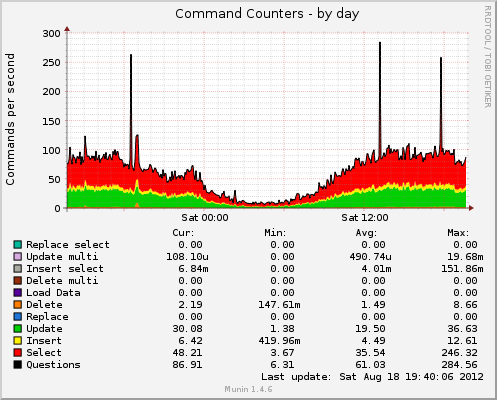 Command Counters - by day
RRDTOOL / TOBI OETIKER
Commands per second
300
250
200
150
100
50
0
Sat 00:00 Sat 12:00
Cur: Min: Avg: Max:
Replace select 0.00 0.00 0.00 0.00
Update multi 108.10u 0.00 490.74u 19.68m
Insert select 6.84m 0.00 4.01m 151.86m
Delete multi 0.00 0.00 0.00 0.00
Load Data 0.00 0.00 0.00 0.00
Delete 2.19 147.61m 1.49 8.66
Replace 0.00 0.00 0.00 0.00
Update 30.08 1.38 19.50 36.63
Insert 6.42 419.96m 4.49 12.61
Select 48.21 3.67 35.54 246.32
Questions 86.91 6.31 61.03 284.56
Last update: Sat Aug 18 19:40:06 2012
Munin 1.4.6